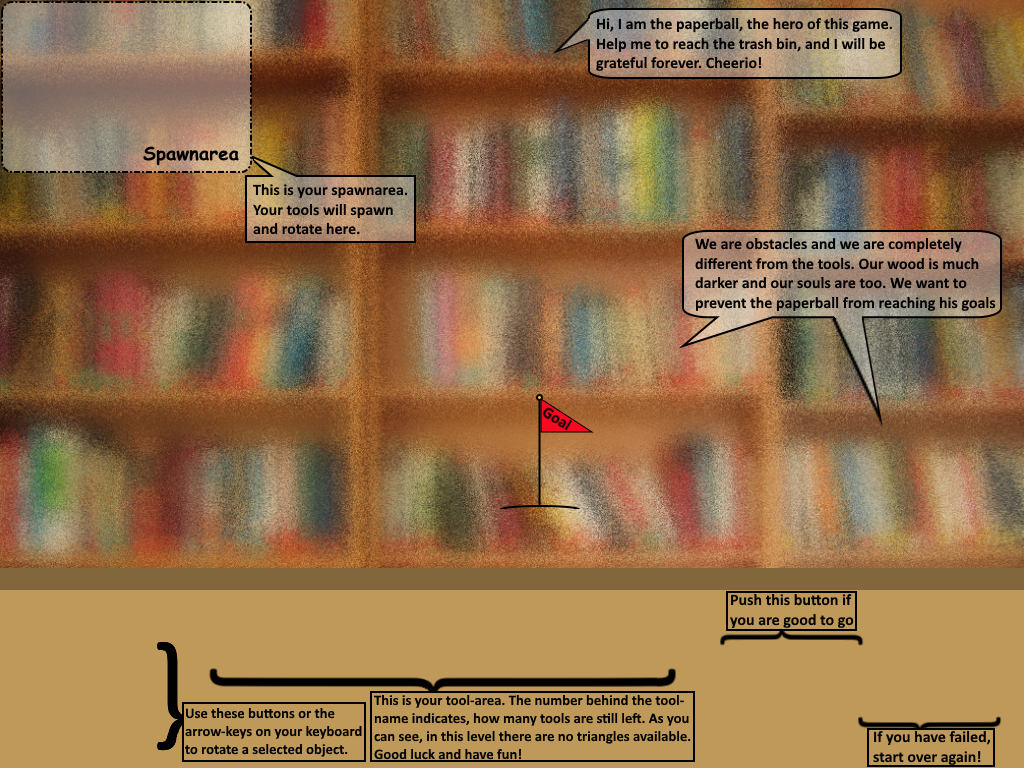 Hi, I am the paperball, the hero of this game.
Help me to reach the trash bin, and I will be
grateful forever. Cheerio!
Spawnarea
This is your spawnarea.
Your tools will spawn
and rotate here.
We are obstacles and we are completely
different from the tools. Our wood is much
darker and our souls are too. We want to
prevent the paperball from reaching his goals
Goal
Push this button if
you are good to go
Use these buttons or the
arrow-keys on your keyboard
to rotate a selected object.
This is your tool-area. The number behind the tool-
name indicates, how many tools are still left. As you
can see, in this level there are no triangles available.
Good luck and have fun!
If you have failed,
start over again!